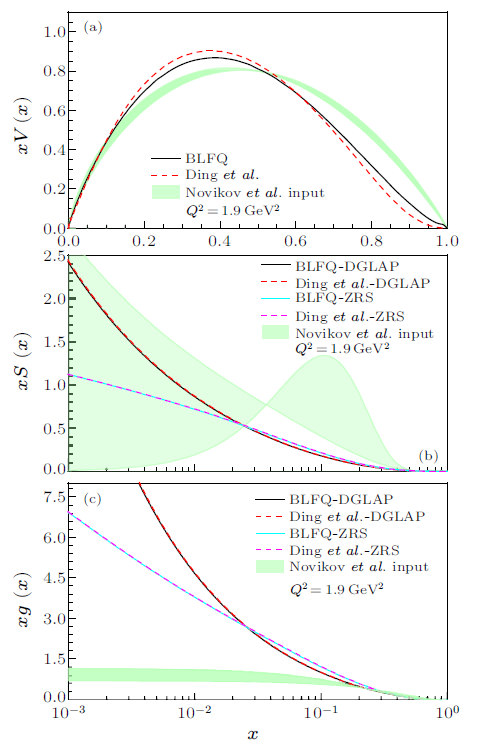 (a)
1.0
0.8
0.6
0.4
0.2
0.0
xV (x)
BLFQ
Ding et al.
Novikov et al. input
Q² = 1.9 GeV²
0.0 0.2 0.4 0.6 0.8 1.0
2.5
2.0
1.5
1.0
0.5
0.0
xS (x)
BLFQ-DGLAP
Ding et al.-DGLAP
BLFQ-ZRS
Ding et al.-ZRS
Novikov et al. input
Q² = 1.9 GeV²
(b)
(c)
7.5
6.0
4.5
3.0
1.5
0.0
xg (x)
BLFQ-DGLAP
Ding et al.-DGLAP
BLFQ-ZRS
Ding et al.-ZRS
Novikov et al. input
Q² = 1.9 GeV²
10⁻³ 10⁻² 10⁻¹ 10⁰
x